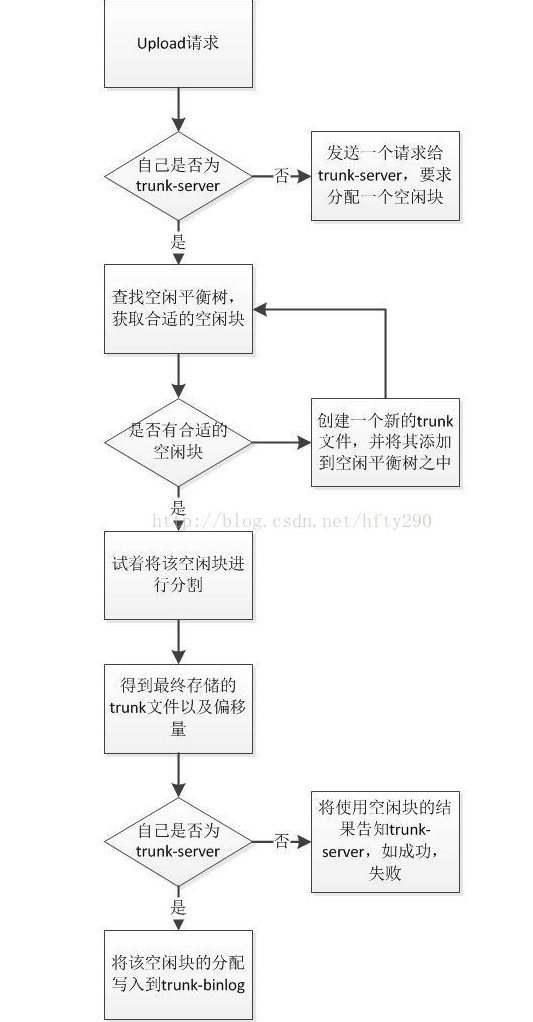 Upload请求
自己是否为
trunk-server
否
发送一个请求给
trunk-server，要求
分配一个空闲块
是
查找空闲平衡树，
获取合适的空闲块
是否有合适的
空闲块
创建一个新的trunk
文件，并将其添加
到空闲平衡树之中
是
http://blog.csdn.net/hfty290
试着将该空闲块进
行分割
得到最终存储的
trunk文件以及偏移
量
自己是否为
trunk-server
否
将使用空闲块的结
果告知trunk-
server，如成功，
失败
是
将该空闲块的分配
写入到trunk-binlog